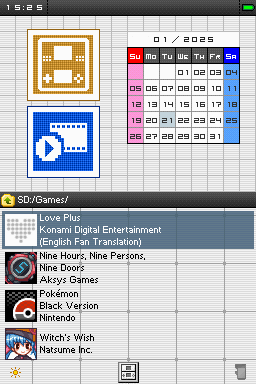 15:25
01 / 2025
Su Mo Tu We Th Fr Sa
01 02 03 04
05 06 07 08 09 10 11
12 13 14 15 16 17 18
19 20 21 22 23 24 25
26 27 28 29 30 31
SD:/Games/
Love Plus
Konami Digital Entertainment
(English Fan Translation)
Nine Hours, Nine Persons,
Nine Doors
Aksys Games
Pokémon
Black Version
Nintendo
Witch's Wish
Natsume Inc.